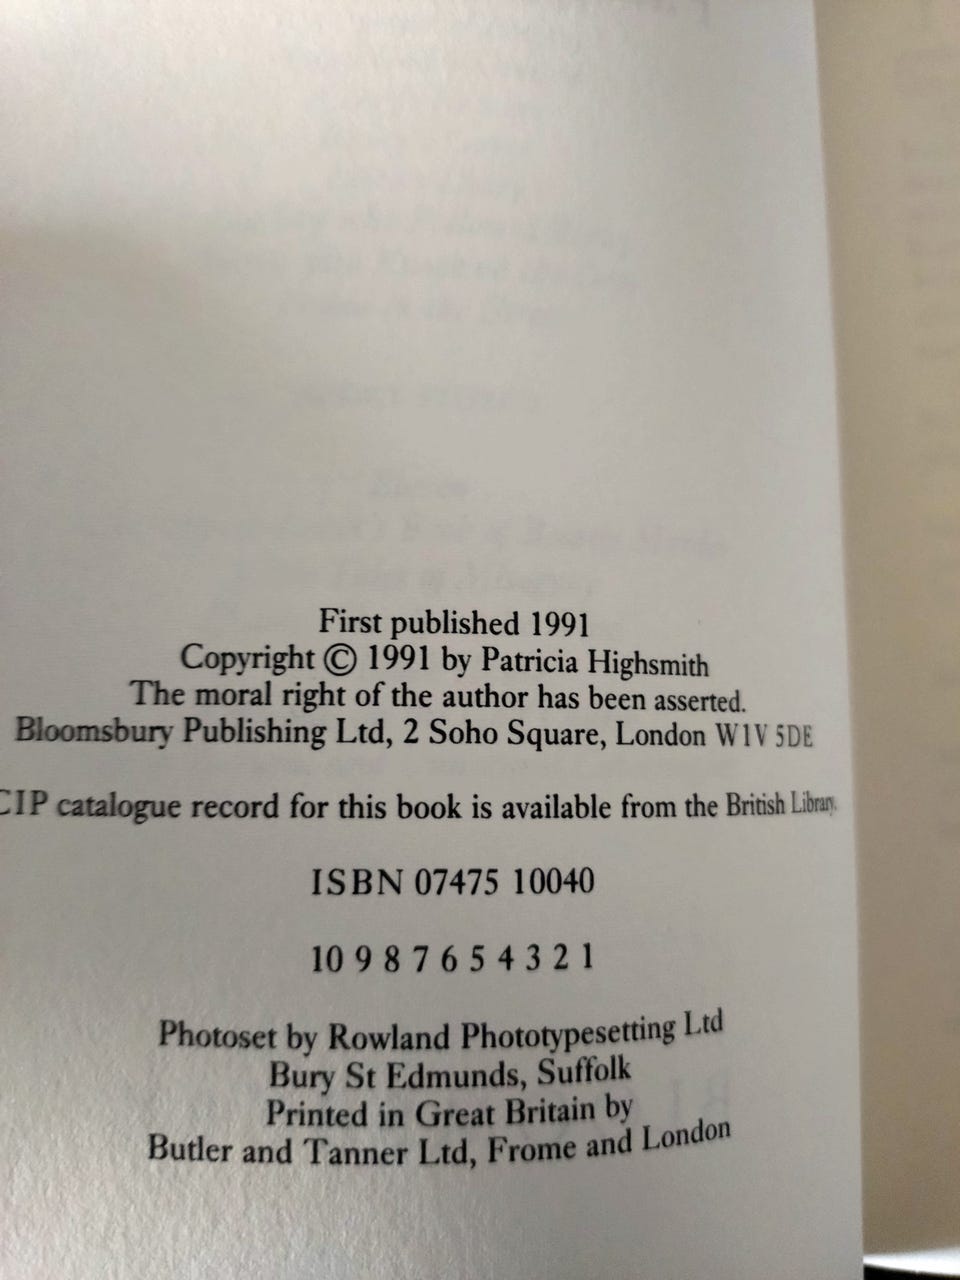 First published 1991
Copyright © 1991 by Patricia Highsmith
The moral right of the author has been asserted.
Bloomsbury Publishing Ltd, 2 Soho Square, London W1V 5DE
CIP catalogue record for this book is available from the British Library.
ISBN 07475 10040
10 9 8 7 6 5 4 3 2 1
Photoset by Rowland Phototypesetting Ltd
Bury St Edmunds, Suffolk
Printed in Great Britain by
Butler and Tanner Ltd, Frome and London